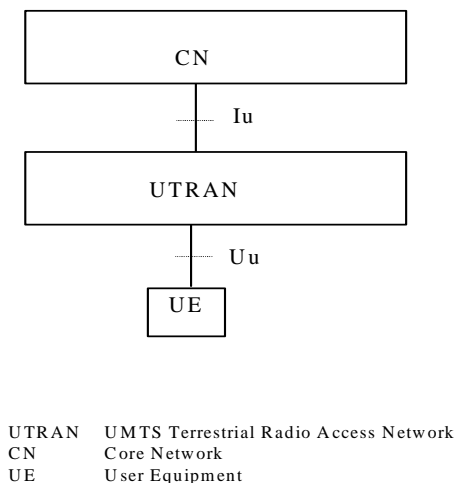 CN
Iu
UTRAN
Uu
UE
UTRAN UMTS Terrestrial Radio Access Network
CN Core Network
UE User Equipment